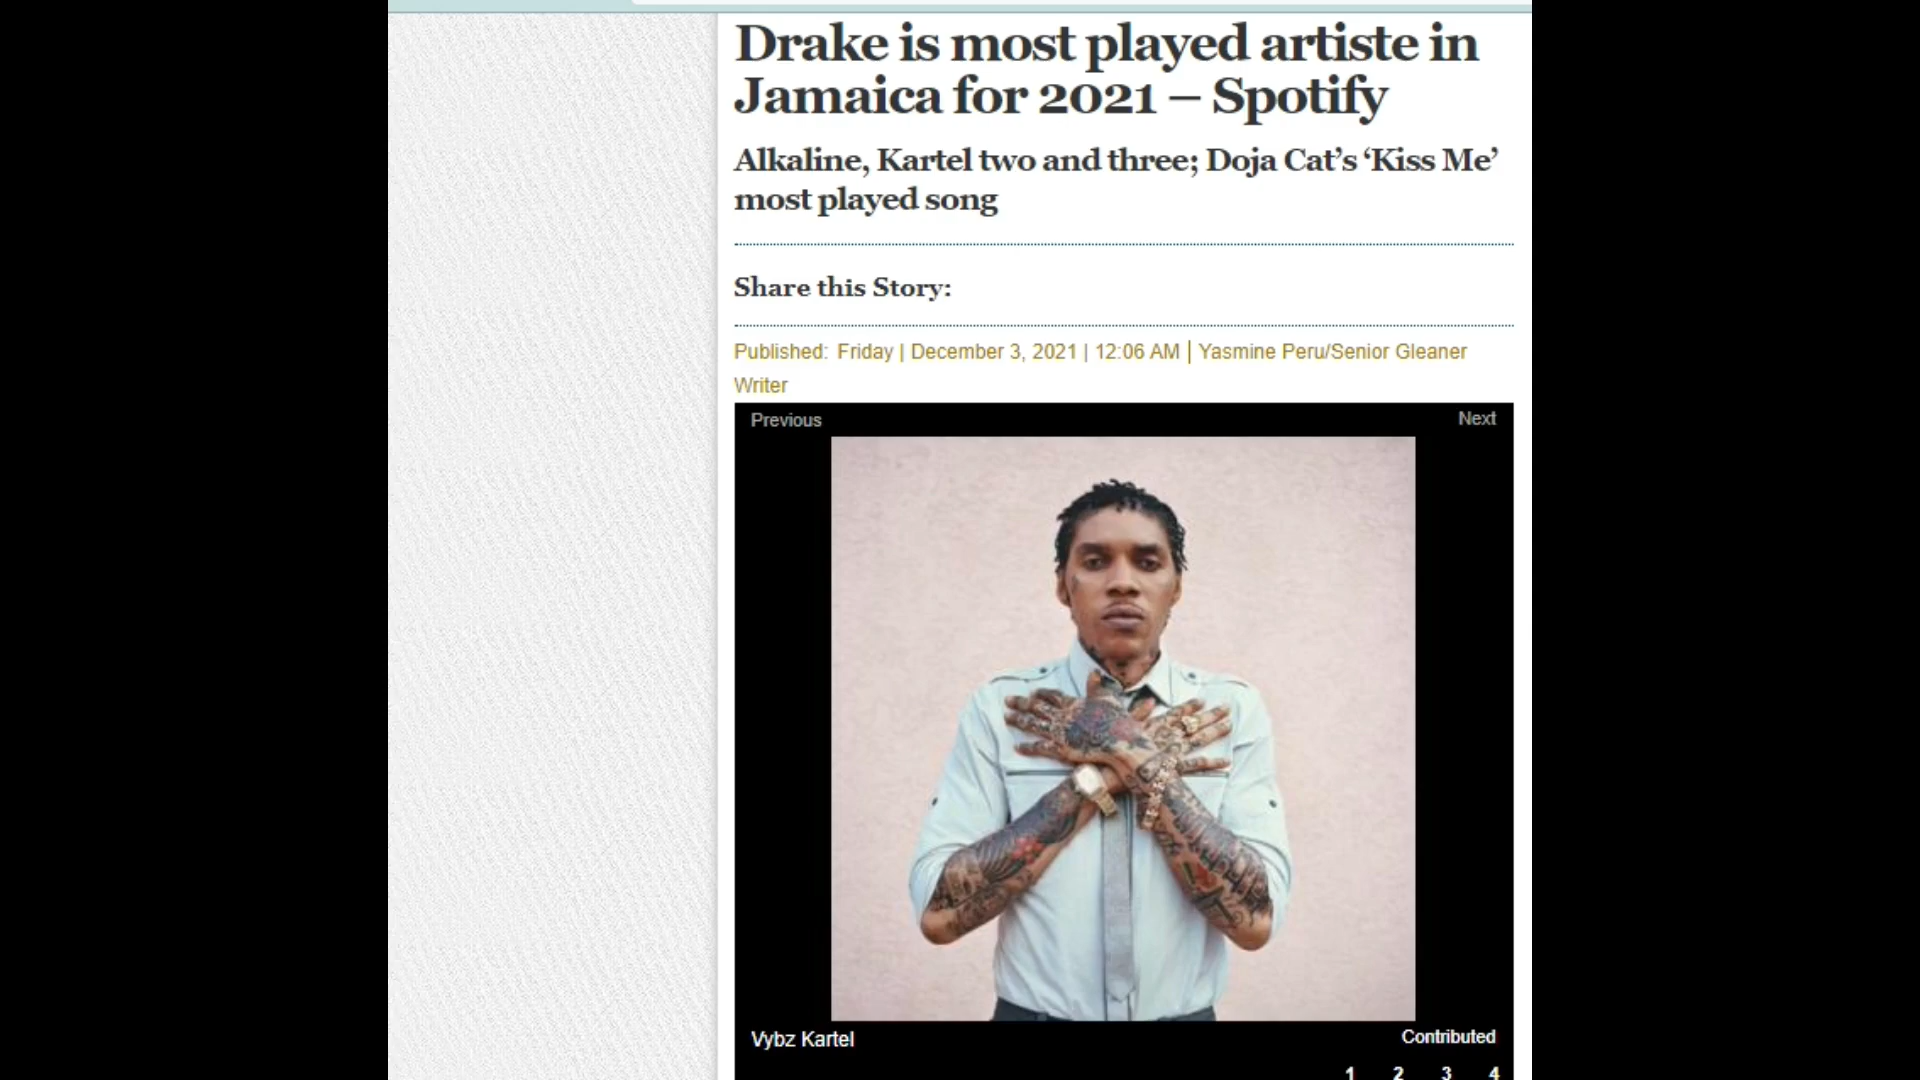 Drake is most played artiste in
Jamaica for 2021 – Spotify
Alkaline, Kartel two and three; Doja Cat’s ‘Kiss Me’
most played song
Share this Story:
Published: Friday | December 3, 2021 | 12:06 AM | Yasmine Peru/Senior Gleaner
Writer
Previous Next
Vybz Kartel Contributed
1 2 3 4